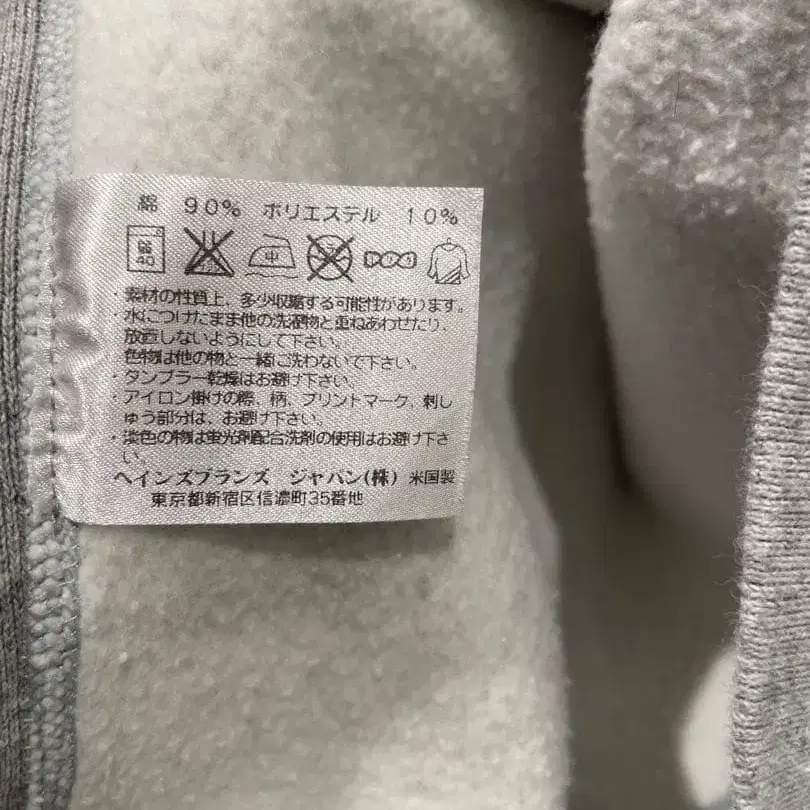 綿 90% ポリエステル 10%
弱
40 中
・素材の性質上、多少収縮する可能性があります。
・水につけたまま他の洗濯物と重ねあわせたり、
放置しないようにして下さい。
色物は他の物と一緒に洗わないで下さい。
・タンブラー乾燥はお避け下さい。
・アイロン掛けの際、柄、プリントマーク、刺し
ゅう部分は、お避け下さい。
・淡色の物は蛍光剤配合洗剤の使用はお避け下さ
い。
ヘインズブランズ ジャパン(株) 米国製
東京都新宿区信濃町35番地